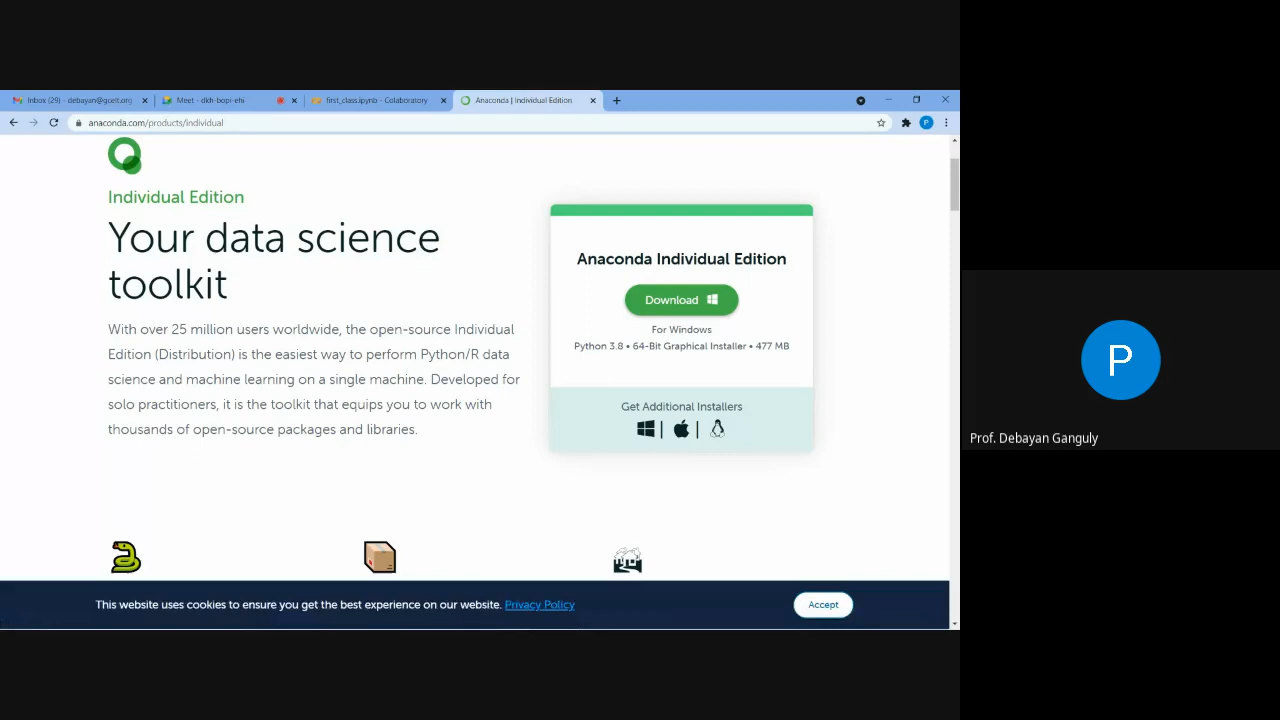 Inbox (29) - debayan@gcelt.org
Meet - dkh-bopi-ehi
first_class.ipynb - Colaboratory
Anaconda | Individual Edition
anaconda.com/products/individual
P
Individual Edition
Your data science
toolkit
With over 25 million users worldwide, the open-source Individual
Edition (Distribution) is the easiest way to perform Python/R data
science and machine learning on a single machine. Developed for
solo practitioners, it is the toolkit that equips you to work with
thousands of open-source packages and libraries.
Anaconda Individual Edition
Download
For Windows
Python 3.8 • 64-Bit Graphical Installer • 477 MB
Get Additional Installers
| |
This website uses cookies to ensure you get the best experience on our website. Privacy Policy
Accept
P
Prof. Debayan Ganguly